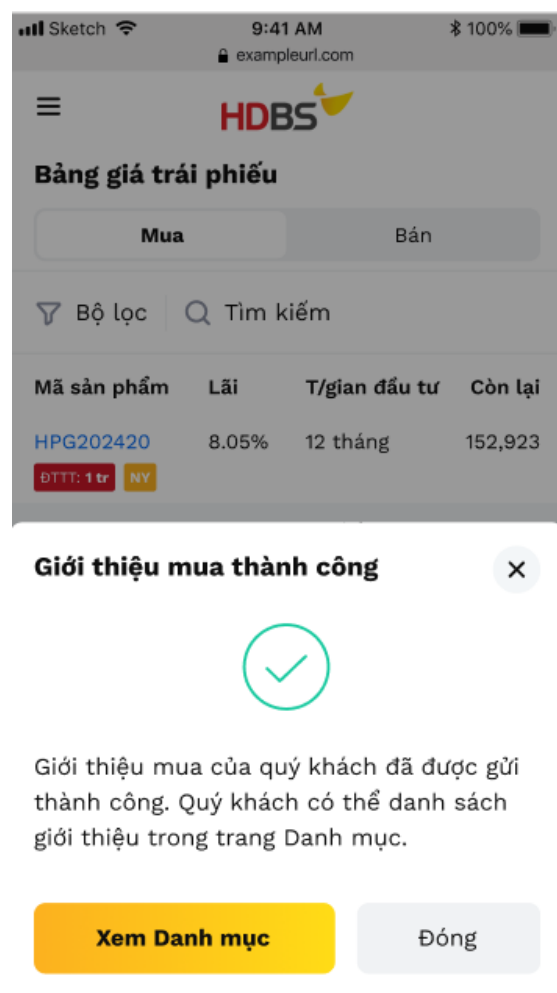 Sketch 9:41 AM 100%
exampleurl.com
HDBS
Bảng giá trái phiếu
Mua Bán
Bộ lọc Tìm kiếm
Mã sản phẩm Lãi T/gian đầu tư Còn lại
HPG202420 8.05% 12 tháng 152,923
ĐTTT: 1 tr NY
Giới thiệu mua thành công
Giới thiệu mua của quý khách đã được gửi
thành công. Quý khách có thể danh sách
giới thiệu trong trang Danh mục.
Xem Danh mục Đóng